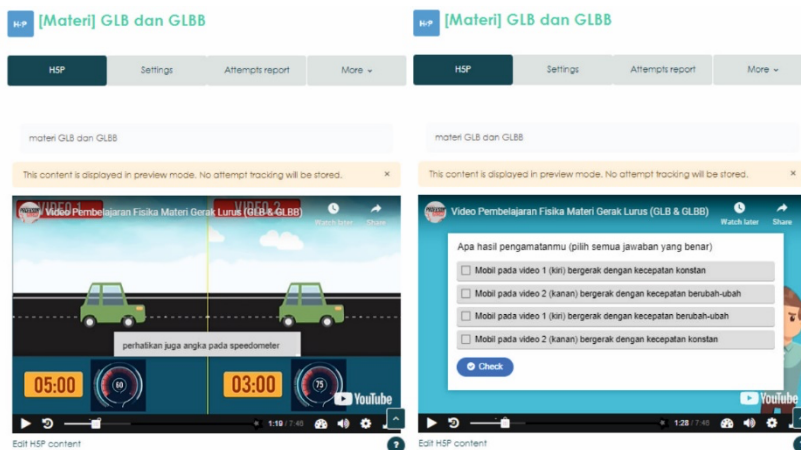 H-P [Materi] GLB dan GLBB
H5P Settings Attempts report More
materi GLB dan GLBB
This content is displayed in preview mode. No attempt tracking will be stored. ×
VIDEO 1 VIDEO 2
Video Pembelajaran Fisika Materi Gerak Lurus (GLB & GLBB)
Watch later Share
perhatikan juga angka pada speedometer
05:00 60 03:00 75
YouTube
1:19 / 7:46
Edit H5P content
?
H-P [Materi] GLB dan GLBB
H5P Settings Attempts report More
materi GLB dan GLBB
This content is displayed in preview mode. No attempt tracking will be stored. ×
Video Pembelajaran Fisika Materi Gerak Lurus (GLB & GLBB)
Watch later Share
Apa hasil pengamatanmu (pilih semua jawaban yang benar)
Mobil pada video 1 (kiri) bergerak dengan kecepatan konstan
Mobil pada video 2 (kanan) bergerak dengan kecepatan berubah-ubah
Mobil pada video 1 (kiri) bergerak dengan kecepatan berubah-ubah
Mobil pada video 2 (kanan) bergerak dengan kecepatan konstan
Check
YouTube
1:28 / 7:46
Edit H5P content